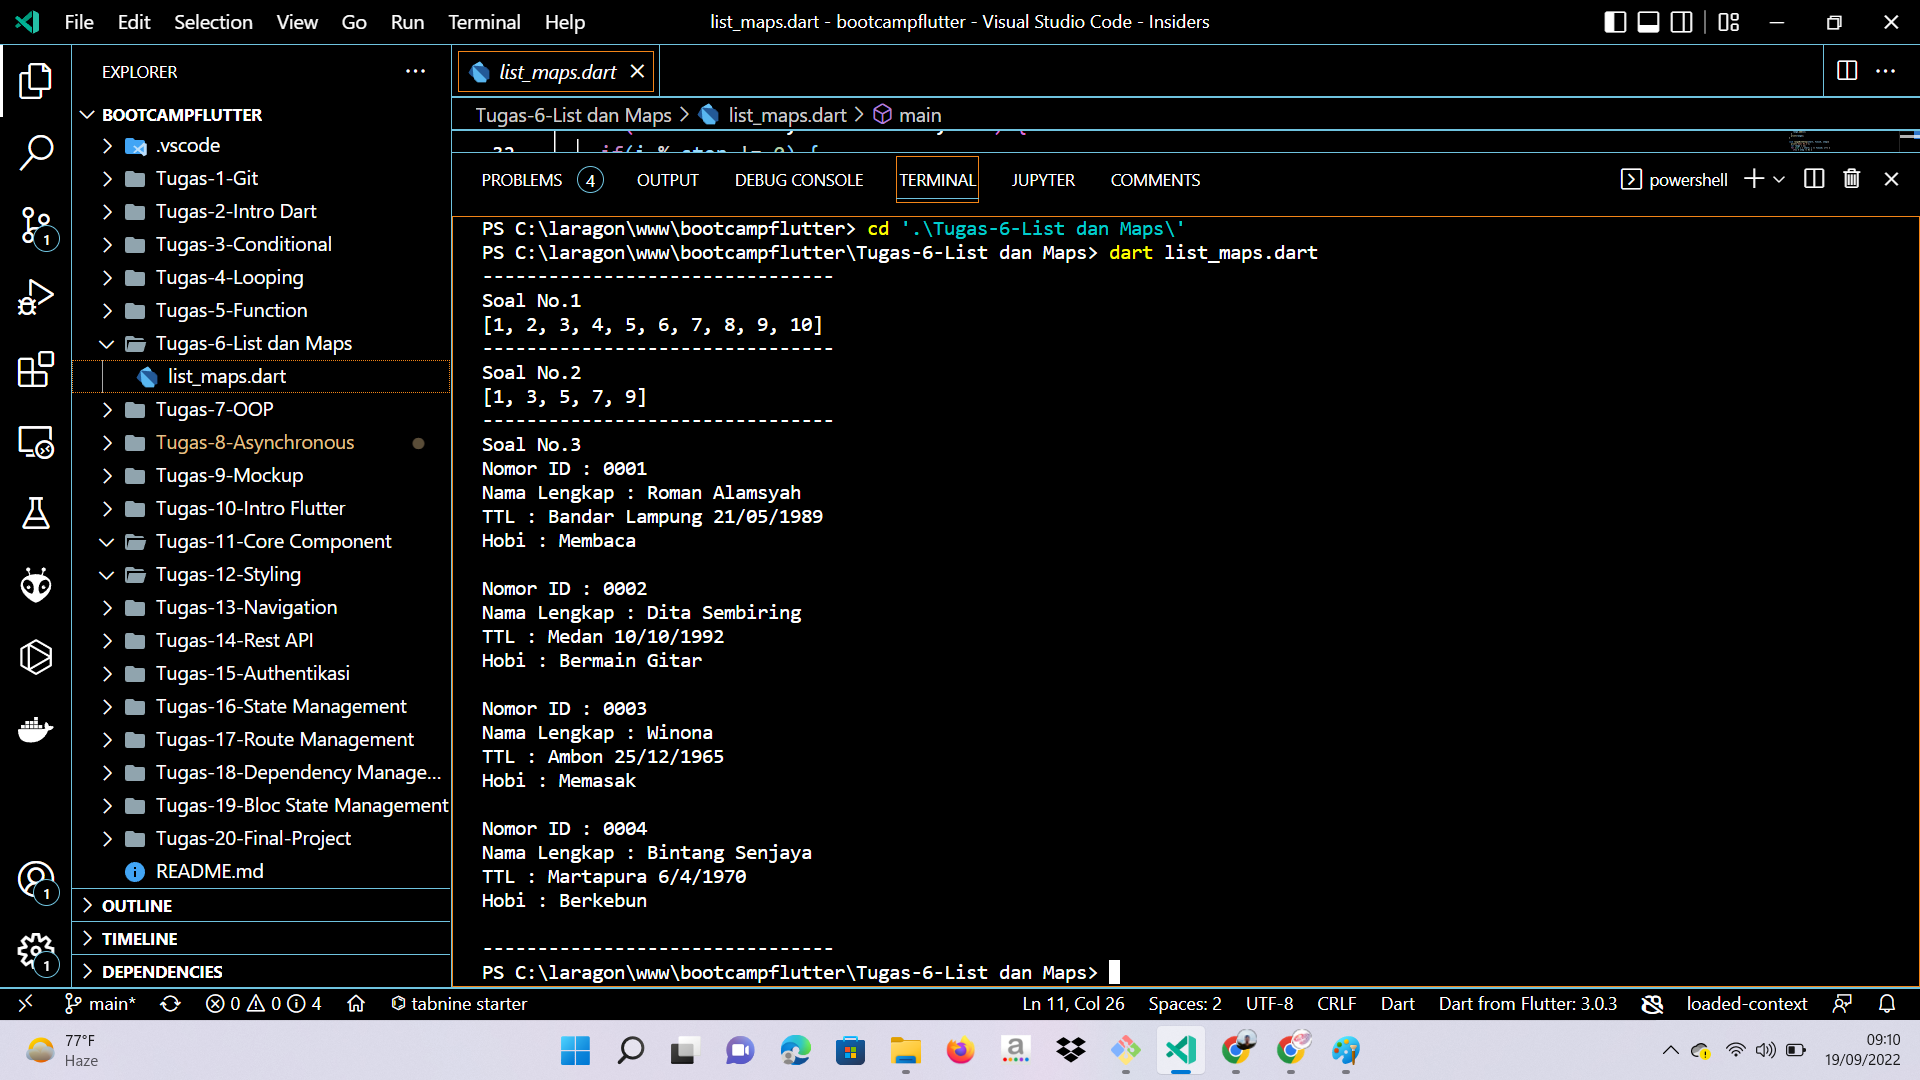 File Edit Selection View Go Run Terminal Help
list_maps.dart - bootcampflutter - Visual Studio Code - Insiders
EXPLORER
BOOTCAMPFLUTTER
.vscode
Tugas-1-Git
Tugas-2-Intro Dart
Tugas-3-Conditional
Tugas-4-Looping
Tugas-5-Function
Tugas-6-List dan Maps
list_maps.dart
Tugas-7-OOP
Tugas-8-Asynchronous
Tugas-9-Mockup
Tugas-10-Intro Flutter
Tugas-11-Core Component
Tugas-12-Styling
Tugas-13-Navigation
Tugas-14-Rest API
Tugas-15-Authentikasi
Tugas-16-State Management
Tugas-17-Route Management
Tugas-18-Dependency Manage...
Tugas-19-Bloc State Management
Tugas-20-Final-Project
README.md
OUTLINE
TIMELINE
DEPENDENCIES
1
1
1
list_maps.dart
Tugas-6-List dan Maps > list_maps.dart > main
PROBLEMS 4 OUTPUT DEBUG CONSOLE TERMINAL JUPYTER COMMENTS
powershell
PS C:\laragon\www\bootcampflutter> cd '.\Tugas-6-List dan Maps\'
PS C:\laragon\www\bootcampflutter\Tugas-6-List dan Maps> dart list_maps.dart
--------------------------------
Soal No.1
[1, 2, 3, 4, 5, 6, 7, 8, 9, 10]
--------------------------------
Soal No.2
[1, 3, 5, 7, 9]
--------------------------------
Soal No.3
Nomor ID : 0001
Nama Lengkap : Roman Alamsyah
TTL : Bandar Lampung 21/05/1989
Hobi : Membaca
Nomor ID : 0002
Nama Lengkap : Dita Sembiring
TTL : Medan 10/10/1992
Hobi : Bermain Gitar
Nomor ID : 0003
Nama Lengkap : Winona
TTL : Ambon 25/12/1965
Hobi : Memasak
Nomor ID : 0004
Nama Lengkap : Bintang Senjaya
TTL : Martapura 6/4/1970
Hobi : Berkebun
--------------------------------
PS C:\laragon\www\bootcampflutter\Tugas-6-List dan Maps>
main* 0 0 4 tabnine starter
Ln 11, Col 26 Spaces: 2 UTF-8 CRLF Dart Dart from Flutter: 3.0.3 loaded-context
77°F
Haze
09:10
19/09/2022